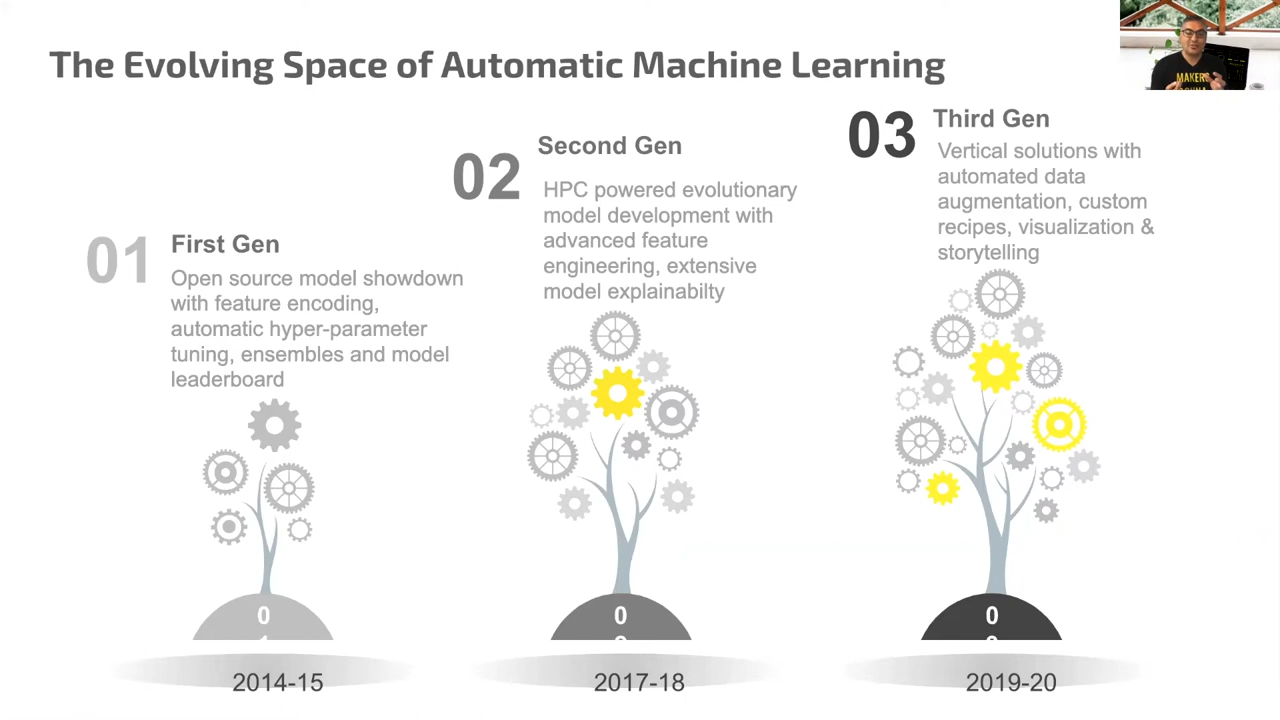 The Evolving Space of Automatic Machine Learning
MAKERS
01
First Gen
Open source model showdown
with feature encoding,
automatic hyper-parameter
tuning, ensembles and model
leaderboard
02
Second Gen
HPC powered evolutionary
model development with
advanced feature
engineering, extensive
model explainabilty
03
Third Gen
Vertical solutions with
automated data
augmentation, custom
recipes, visualization &
storytelling
0
0
0
2014-15
2017-18
2019-20